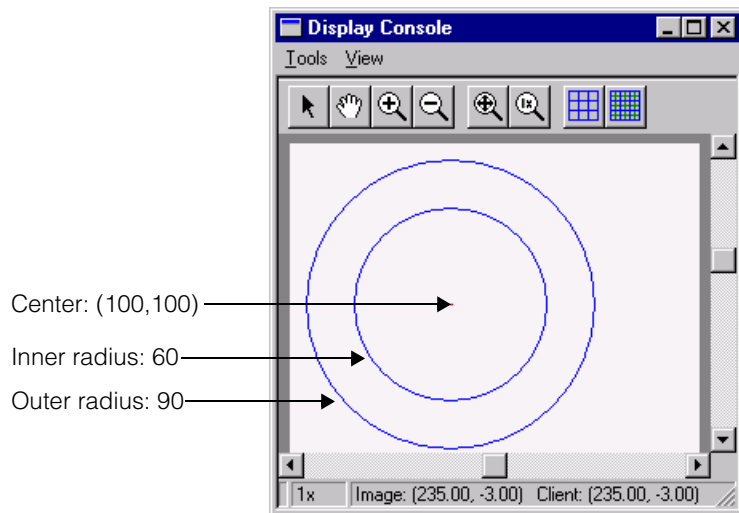 Display Console
Tools View
1x
Center: (100,100)
Inner radius: 60
Outer radius: 90
1x Image: (235.00, -3.00) Client: (235.00, -3.00)